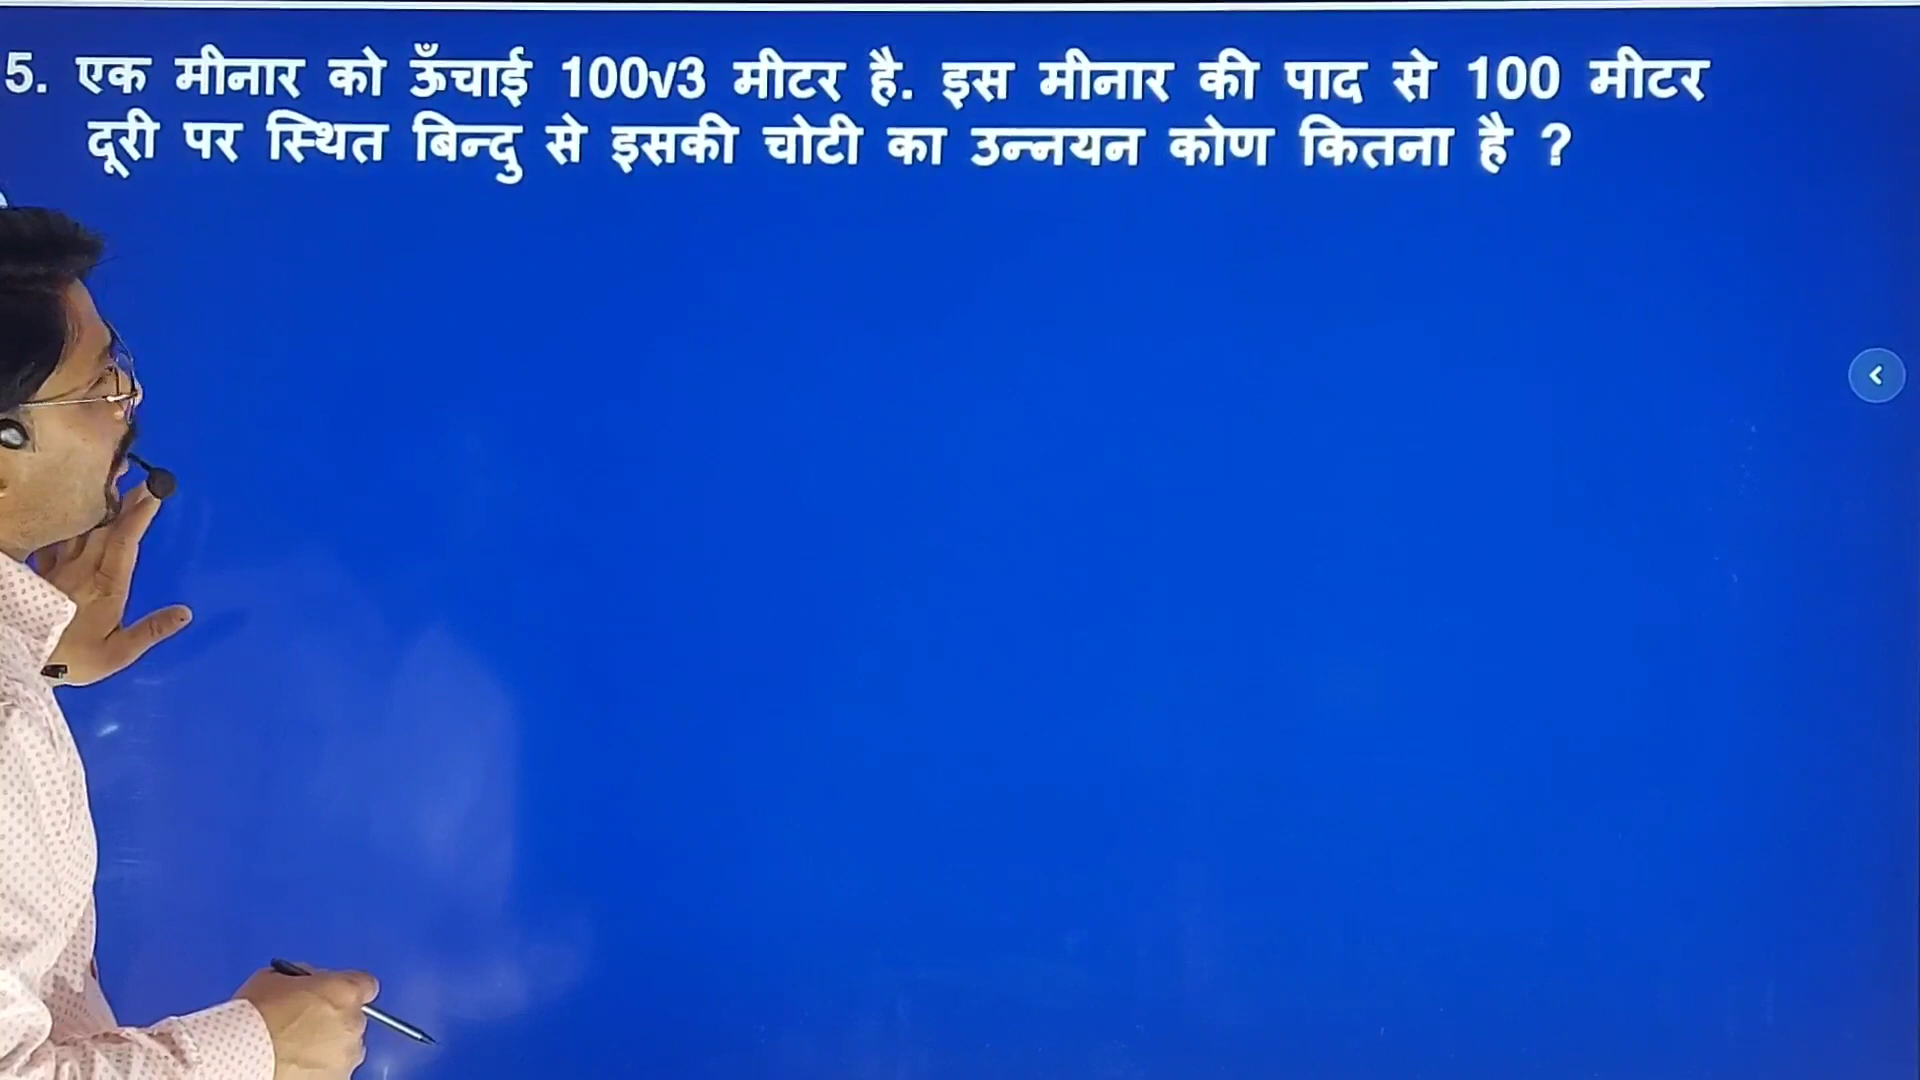 5. एक मीनार को ऊँचाई 100√3 मीटर है. इस मीनार की पाद से 100 मीटर
दूरी पर स्थित बिन्दु से इसकी चोटी का उन्नयन कोण कितना है ?